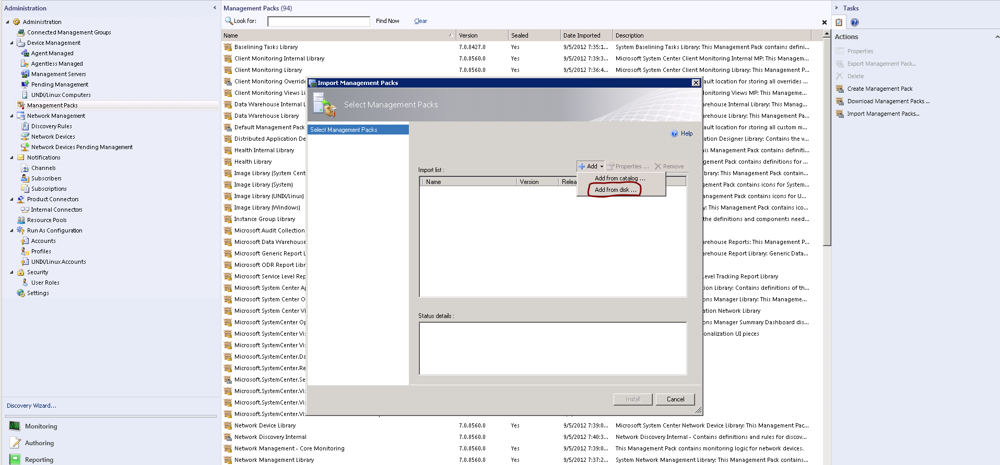 Administration
Administration
Connected Management Groups
Device Management
Agent Managed
Agentless Managed
Management Servers
Pending Management
UNIX/Linux Computers
Management Packs
Network Management
Discovery Rules
Network Devices
Network Devices Pending Management
Notifications
Channels
Subscribers
Subscriptions
Product Connectors
Internal Connectors
Resource Pools
Run As Configuration
Accounts
Profiles
UNIX/Linux Accounts
Security
User Roles
Settings
Discovery Wizard...
Monitoring
Authoring
Reporting
Management Packs (94)
Look for: Find Now Clear
Name Version Sealed Date Imported Description
Baselining Tasks Library 7.0.8427.0 Yes 9/5/2012 7:35:1... System Baselining Tasks Library: This Management Pack contains defini...
Client Monitoring Internal Library 7.0.8560.0 Yes 9/5/2012 7:39:3... Microsoft System Center Client Monitoring Internal MP: This Managem...
Client Monitoring Library 7.0.8560.0 Yes 9/5/2012 7:36:4... Microsoft System Center Client Monitoring Library: This Management P...
Client Monitoring Override ault location for storing all overrides ...
Client Monitoring Views Li onitoring Views MP: This Management Pack contains...
Data Warehouse Internal L arehouse Internal Library: This Manag...
Data Warehouse Library arehouse Library: This Management Pa...
Default Management Pack ault location for storing all custom m...
Distributed Application De ation Designer Library: Contains the v...
Health Internal Library is Management Pack contains definiti...
Health Library gement Pack contains definitions for ...
Image Library (System Cent brary: This Management Pack contains...
Image Library (System) gement Pack contains icons for System...
Image Library (UNIX/Linux) anagement Pack contains icons for U...
Image Library (Windows) y: This Management Pack contains ico...
Instance Group Library the definitions and components need...
Microsoft Audit Collection
Microsoft Data Warehouse arehouse Reports: This Management P...
Microsoft Generic Report L arehouse Report Library: Generic Data...
Microsoft ODR Report Libr
Microsoft Service Level Rep Level Tracking Report Library
Microsoft System Center Ap tion Library: Contains definitions of th...
Microsoft System Center O ons Manager Library: This Manageme...
Microsoft System Center Vi ation Network Library
Microsoft SystemCenter Op ons Manager Summary Dashboard dis...
Microsoft SystemCenter Vi: onalization UI pieces
Microsoft SystemCenter Vi:
Microsoft.SystemCenter.Da
Microsoft.SystemCenter.Re
Microsoft.SystemCenter.Se
Microsoft.SystemCenter.Vi:
Microsoft.SystemCenter.Vi:
Microsoft.SystemCenter.Vi:
Network Device Library 7.0.8560.0 Yes 9/5/2012 7:39:0... Microsoft System Center Network Device Library: This Management Pac...
Network Discovery Internal 7.0.8560.0 9/5/2012 7:40:3... Network Discovery Internal - Contains definitions and rules for discov...
Network Management - Core Monitoring 7.0.8560.0 Yes 9/5/2012 7:39:0... This Management Pack contains monitoring logic for network devices.
Network Management Library 7.0.8560.0 Yes 9/5/2012 7:37:2... System Network Management Library: This Management Pack contains...
Import Management Packs
Select Management Packs
Select Management Packs
Help
Import list :
Add Properties ... Remove
Add from catalog ...
Add from disk ...
Name Version Relea
Status details :
Install Cancel
Tasks
Actions
Properties
Export Management Pack...
Delete
Create Management Pack
Download Management Packs ...
Import Management Packs...